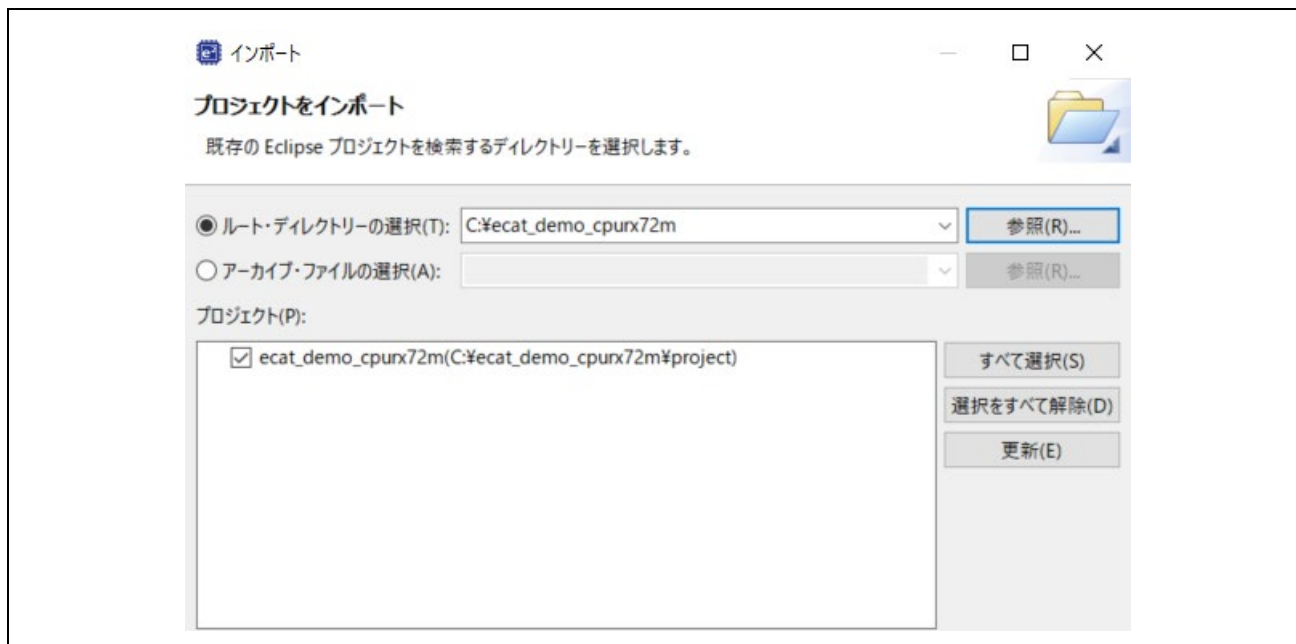 インポート
プロジェクトをインポート
既存の Eclipse プロジェクトを検索するディレクトリーを選択します。
ルート・ディレクトリーの選択(T): C:¥ecat_demo_cpurx72m 参照(R)...
アーカイブ・ファイルの選択(A): 参照(R)...
プロジェクト(P):
ecat_demo_cpurx72m(C:¥ecat_demo_cpurx72m¥project) すべて選択(S)
選択をすべて解除(D)
更新(E)